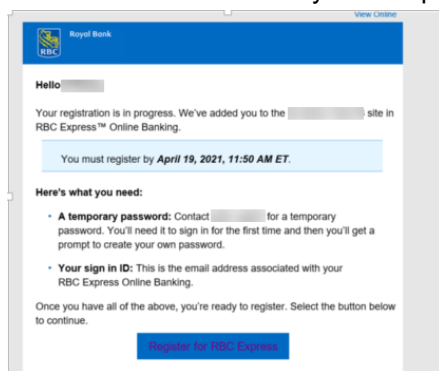 View Online
Royal Bank
RBC
Hello
Your registration is in progress. We've added you to the site in
RBC Express™ Online Banking.
You must register by April 19, 2021, 11:50 AM ET.
Here's what you need:
• A temporary password: Contact for a temporary
password. You'll need it to sign in for the first time and then you'll get a
prompt to create your own password.
• Your sign in ID: This is the email address associated with your
RBC Express Online Banking.
Once you have all of the above, you're ready to register. Select the button below
to continue.
Register for RBC Express